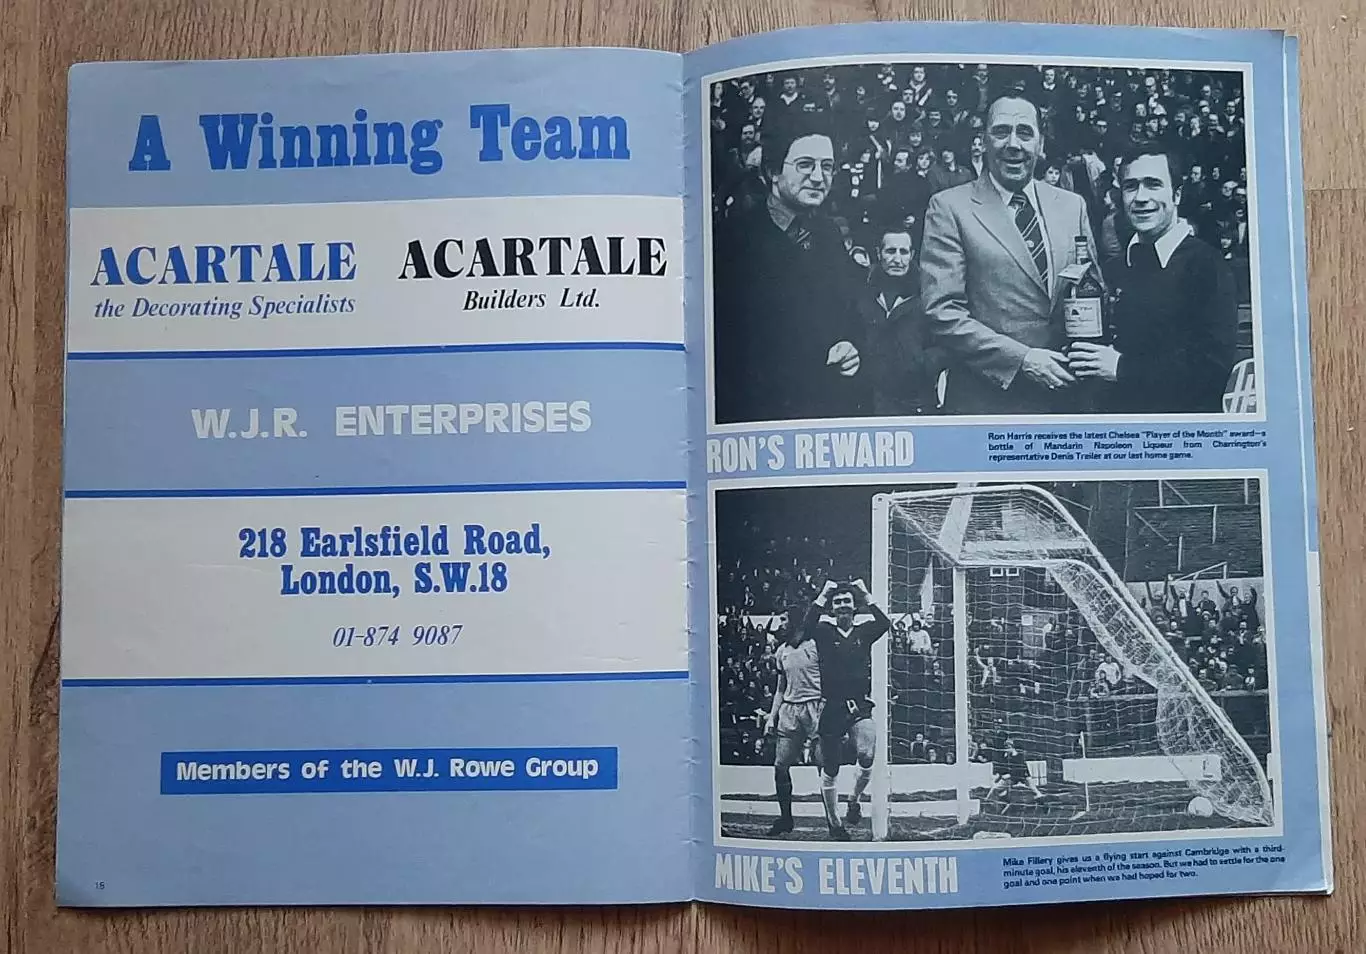 A Winning Team
ACARTALE
the Decorating Specialists
ACARTALE
Builders Ltd.
W.J.R. ENTERPRISES
218 Earlsfield Road,
London, S.W.18
01-874 9087
Members of the W.J. Rowe Group
RON'S REWARD
Ron Harris receives the latest Chelsea "Player of the Month" award—a
bottle of Mandarin Napoleon Liqueur from Charrington's
representative Denis Trailer at our last home game.
MIKE'S ELEVENTH
Mike Fillery gives us a flying start against Cambridge with a third-
minute goal, his eleventh of the season. But we had to settle for the one
goal and one point when we had hoped for two.